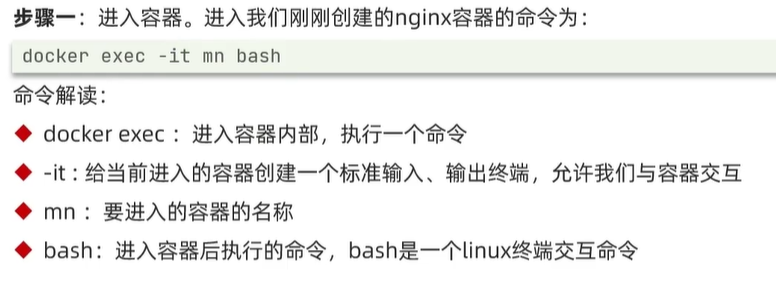 步骤一：进入容器。进入我们刚刚创建的nginx容器的命令为：
docker exec -it mn bash
命令解读：
◆ docker exec ：进入容器内部，执行一个命令
◆ -it : 给当前进入的容器创建一个标准输入、输出终端，允许我们与容器交互
◆ mn ：要进入的容器的名称
◆ bash：进入容器后执行的命令，bash是一个linux终端交互命令